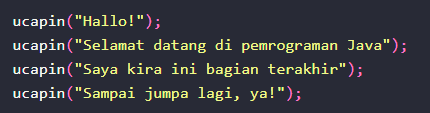 ucapin("Hallo!");
ucapin("Selamat datang di pemrograman Java");
ucapin("Saya kira ini bagian terakhir");
ucapin("Sampai jumpa lagi, ya!");